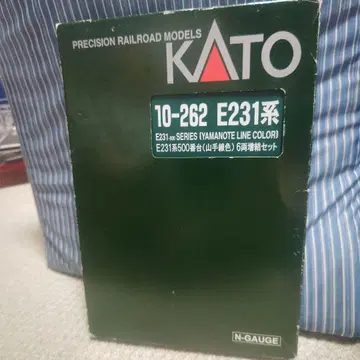 PRECISION RAILROAD MODELS
KATO
10-262 E231系
E231-500 SERIES (YAMANOTE LINE COLOR)
E231系500番台(山手線色) 6両増結セット
N-GAUGE